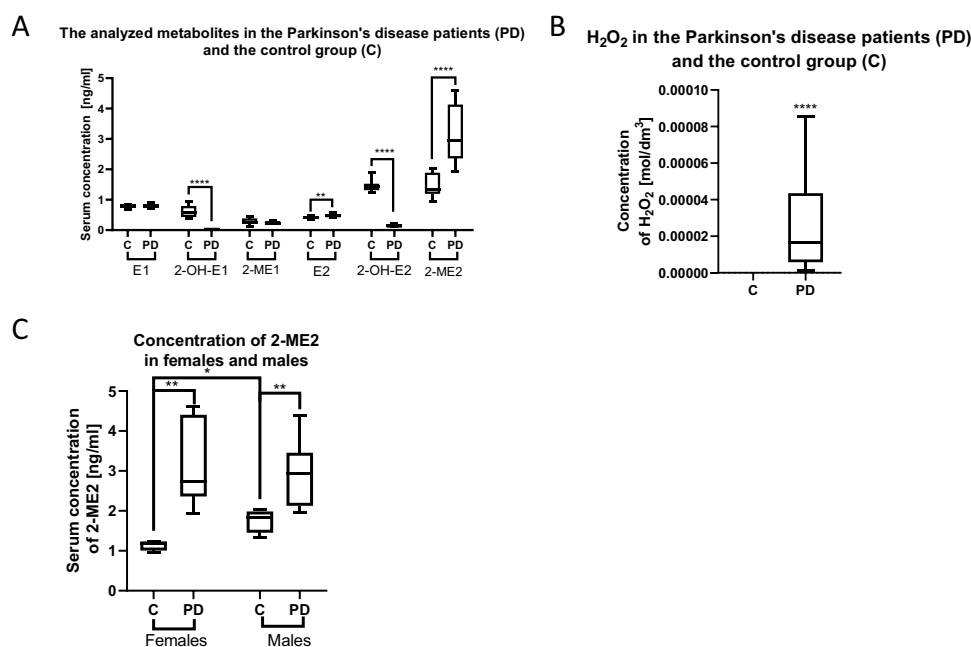 A
The analyzed metabolites in the Parkinson's disease patients (PD)
and the control group (C)
Serum concentration [ng/ml]
5
4
3
2
1
0
****
**
****
****
C PD C PD C PD C PD C PD C PD
E1 2-OH-E1 2-ME1 E2 2-OH-E2 2-ME2
B
H2O2 in the Parkinson's disease patients (PD)
and the control group (C)
Concentration
of H2O2 [mol/dm3]
0.00010
0.00006
0.00004
0.00002
0.00000
****
C PD
C
Concentration of 2-ME2
in females and males
Serum concentration
of 2-ME2 [ng/ml]
5
4
3
2
1
0
*
**
**
C PD C PD
Females Males